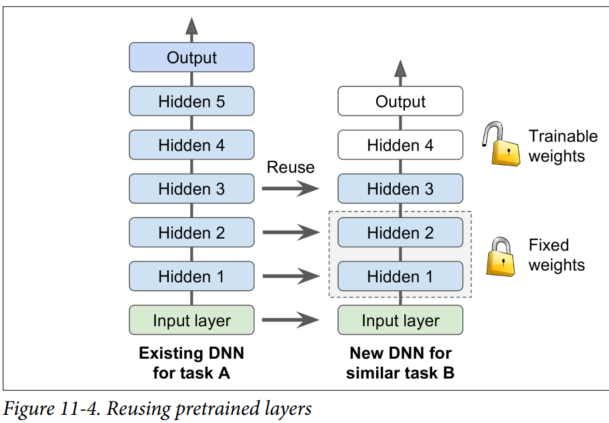 Output
Hidden 5
Hidden 4
Hidden 3
Hidden 2
Hidden 1
Input layer
Existing DNN
for task A
Reuse
Output
Hidden 4
Hidden 3
Hidden 2
Hidden 1
Input layer
New DNN for
similar task B
Trainable
weights
Fixed
weights
Figure 11-4. Reusing pretrained layers